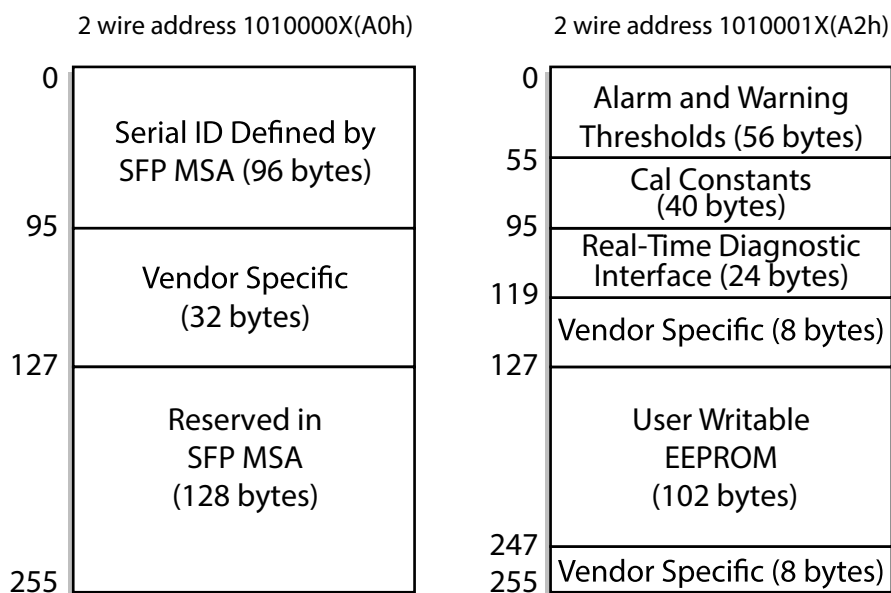 2 wire address 1010000X(A0h)
0
Serial ID Defined by
SFP MSA (96 bytes)
95
Vendor Specific
(32 bytes)
127
Reserved in
SFP MSA
(128 bytes)
255
2 wire address 1010001X(A2h)
0
Alarm and Warning
Thresholds (56 bytes)
55
Cal Constants
(40 bytes)
95
Real-Time Diagnostic
Interface (24 bytes)
119
Vendor Specific (8 bytes)
127
User Writable
EEPROM
(102 bytes)
247
Vendor Specific (8 bytes)
255